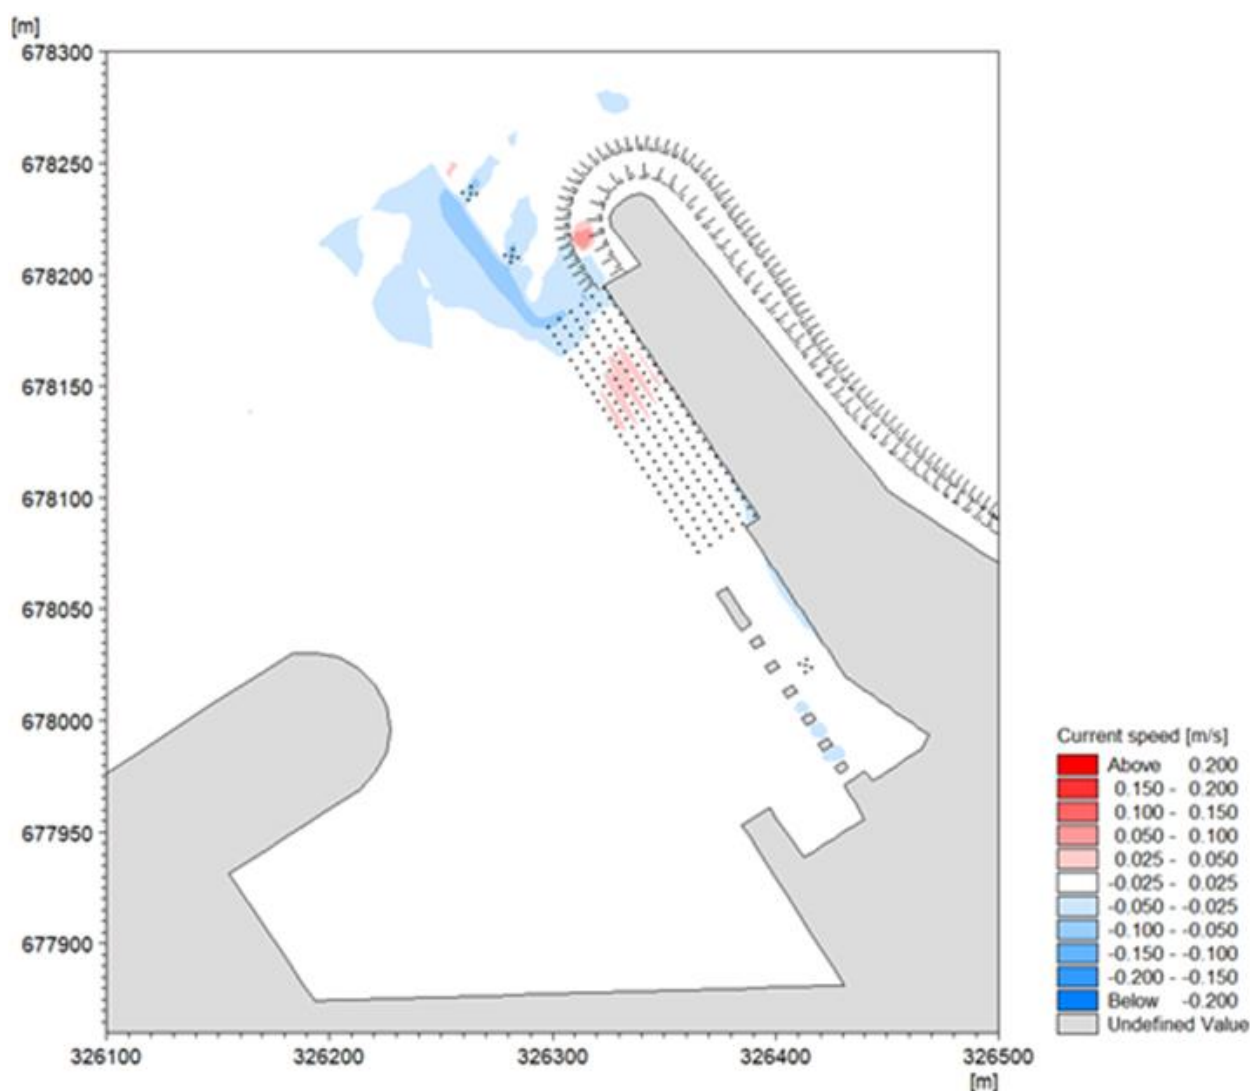 [m]
678300
678250
678200
678150
678100
678050
678000
677950
677900
326100
326200
326300
326400
326500
[m]
Current speed [m/s]
Above 0.200
0.150 - 0.200
0.100 - 0.150
0.050 - 0.100
0.025 - 0.050
-0.025 - 0.025
-0.050 - -0.025
-0.100 - -0.050
-0.150 - -0.100
-0.200 - -0.150
Below -0.200
Undefined Value